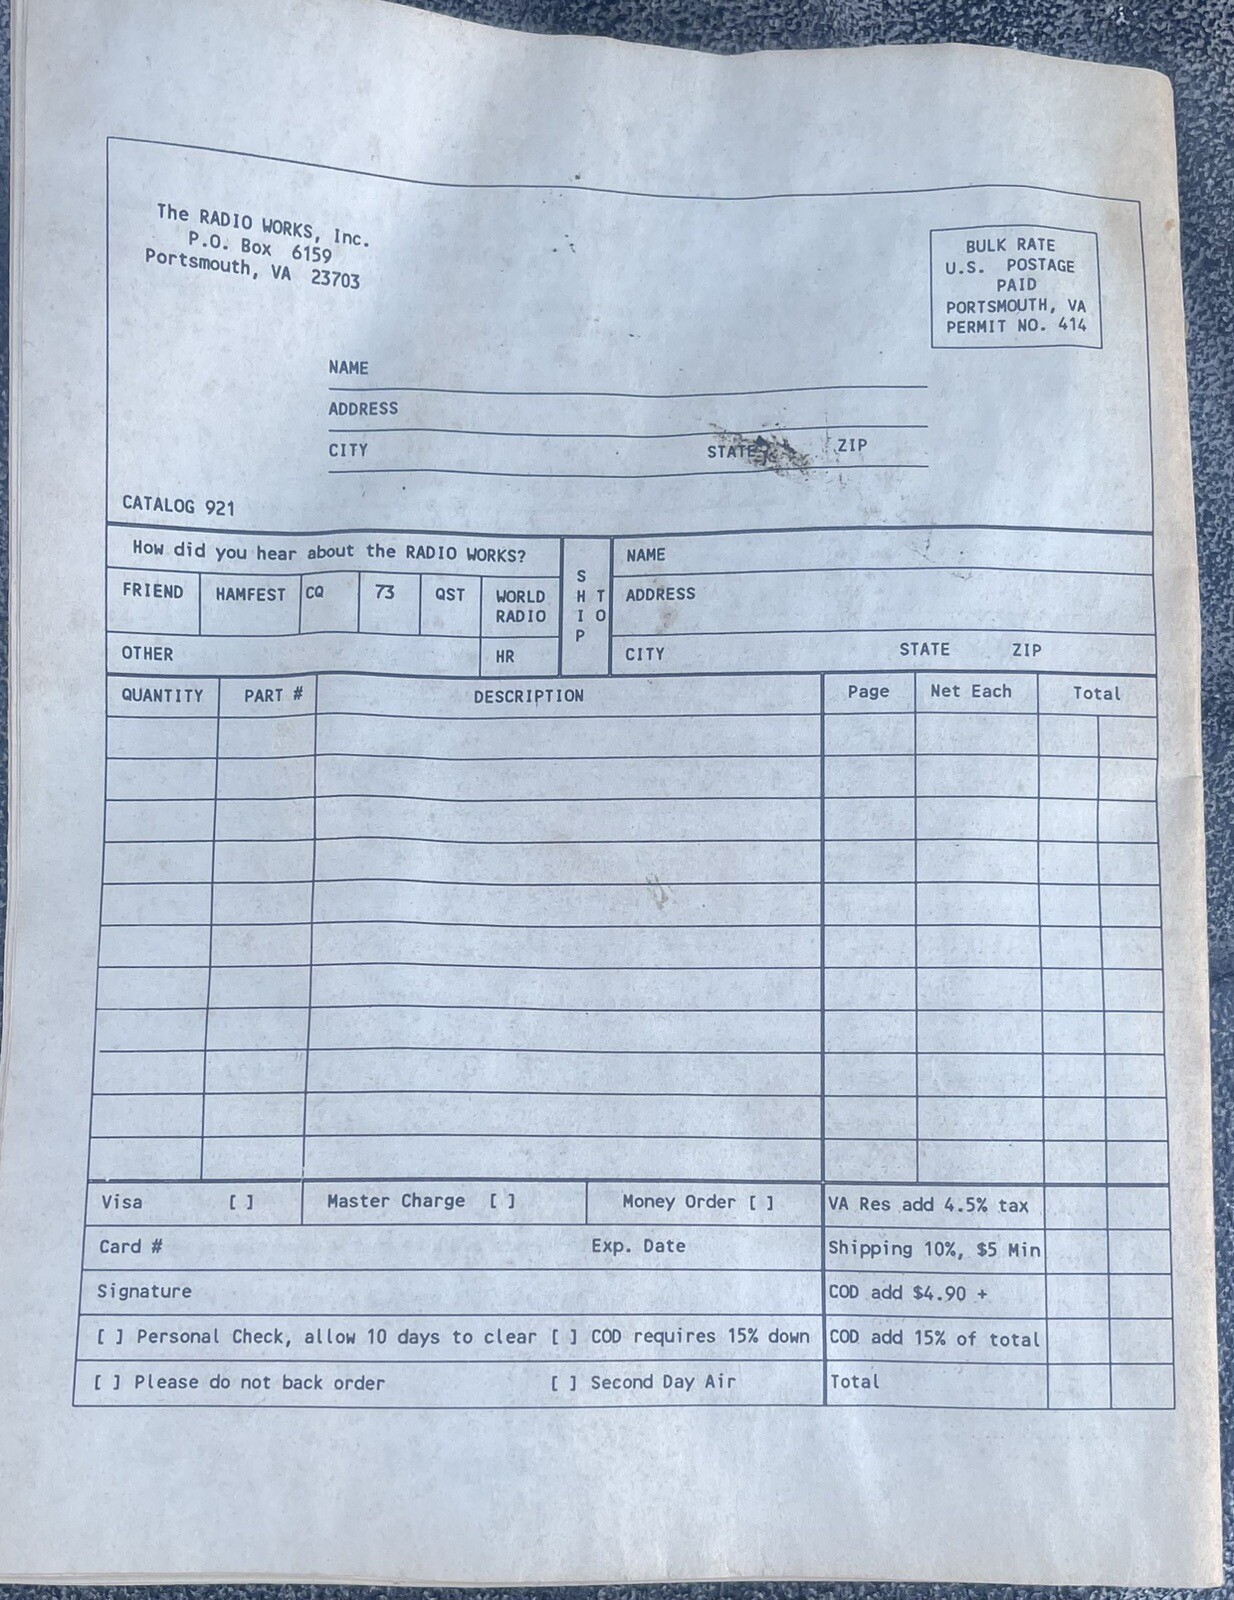 The RADIO WORKS, Inc.
P.O. Box 6159
Portsmouth, VA 23703
BULK RATE
U.S. POSTAGE
PAID
PORTSMOUTH, VA
PERMIT NO. 414
NAME
ADDRESS
CITY STATE ZIP
CATALOG 921
How did you hear about the RADIO WORKS?
FRIEND HAMFEST CQ 73 QST WORLD RADIO
OTHER HR
SHIP TO
NAME
ADDRESS
CITY STATE ZIP
QUANTITY PART # DESCRIPTION Page Net Each Total
Visa [ ] Master Charge [ ] Money Order [ ] VA Res add 4.5% tax
Card # Exp. Date Shipping 10%, $5 Min
Signature COD add $4.90 +
[ ] Personal Check, allow 10 days to clear [ ] COD requires 15% down COD add 15% of total
[ ] Please do not back order [ ] Second Day Air Total